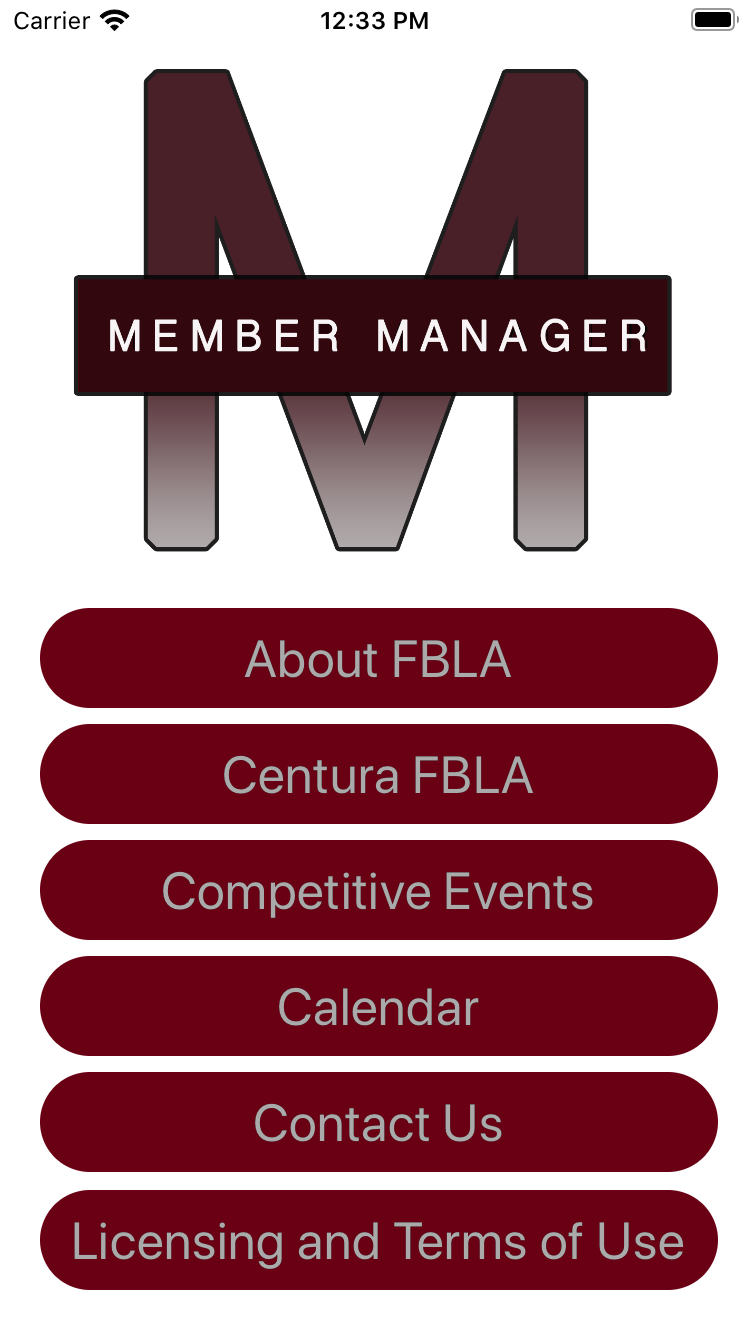 Carrier 12:33 PM
MEMBER MANAGER
About FBLA
Centura FBLA
Competitive Events
Calendar
Contact Us
Licensing and Terms of Use